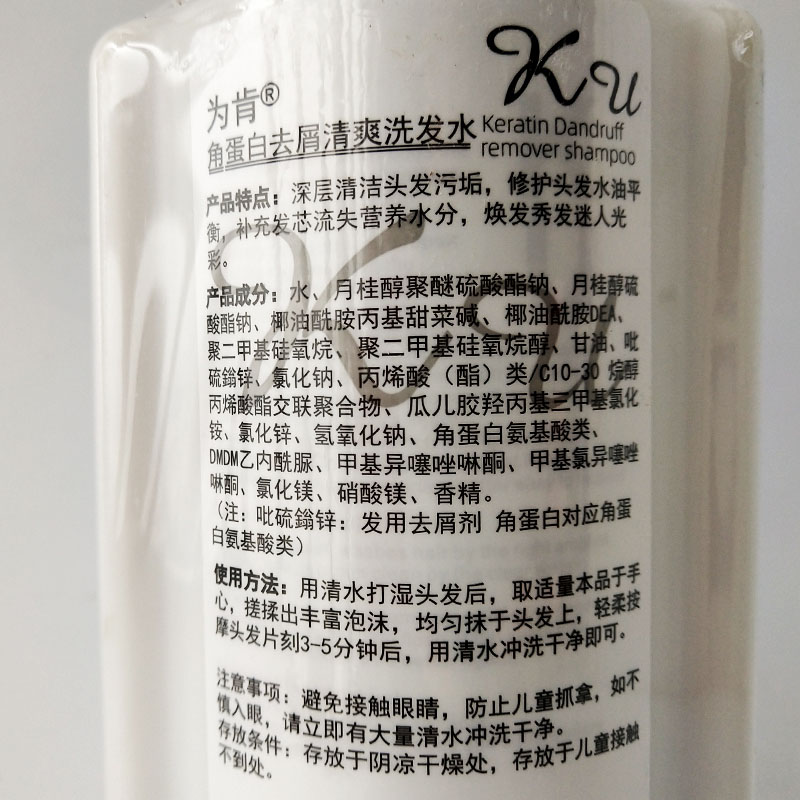 Ku
为肯®
角蛋白去屑清爽洗发水
Keratin Dandruff
remover shampoo
产品特点：深层清洁头发污垢，修护头发水油平
衡，补充发芯流失营养水分，焕发秀发迷人光
彩。
产品成分：水、月桂醇聚醚硫酸酯钠、月桂醇硫
酸酯钠、椰油酰胺丙基甜菜碱、椰油酰胺DEA、
聚二甲基硅氧烷、聚二甲基硅氧烷醇、甘油、吡
硫鎓锌、氯化钠、丙烯酸（酯）类/C10-30 烷醇
丙烯酸酯交联聚合物、瓜儿胶羟丙基三甲基氯化
铵、氯化锌、氢氧化钠、角蛋白氨基酸类、
DMDM乙内酰脲、甲基异噻唑啉酮、甲基氯异噻唑
啉酮、氯化镁、硝酸镁、香精。
（注：吡硫鎓锌：发用去屑剂 角蛋白对应角蛋
白氨基酸类）
使用方法：用清水打湿头发后，取适量本品于手
心，搓揉出丰富泡沫，均匀抹于头发上，轻柔按
摩头发片刻3-5分钟后，用清水冲洗干净即可。
注意事项：避免接触眼睛，防止儿童抓拿，如不
慎入眼，请立即有大量清水冲洗干净。
存放条件：存放于阴凉干燥处，存放于儿童接触
不到处。